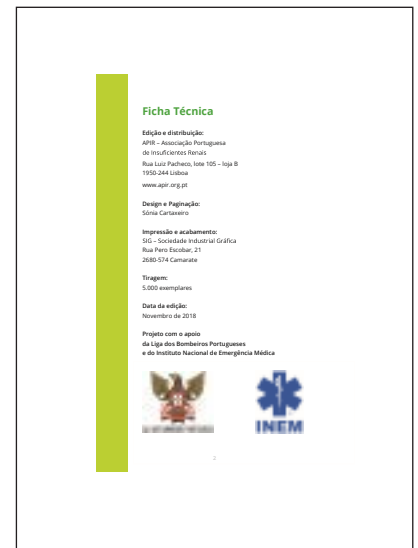 Ficha Técnica
Edição e distribuição:
APIR – Associação Portuguesa
de Insuficientes Renais
Rua Luiz Pacheco, lote 105 – loja B
1950-244 Lisboa
www.apir.org.pt
Design e Paginação:
Sónia Cartaxeiro
Impressão e acabamento:
SIG – Sociedade Industrial Gráfica
Rua Pero Escobar, 21
2680-574 Camarate
Tiragem:
5.000 exemplares
Data da edição:
Novembro de 2018
Projeto com o apoio
da Liga dos Bombeiros Portugueses
e do Instituto Nacional de Emergência Médica
INEM